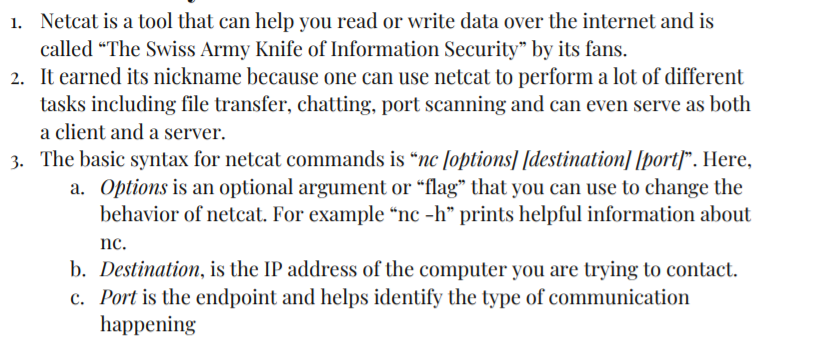 1. Netcat is a tool that can help you read or write data over the internet and is
called “The Swiss Army Knife of Information Security” by its fans.
2. It earned its nickname because one can use netcat to perform a lot of different
tasks including file transfer, chatting, port scanning and can even serve as both
a client and a server.
3. The basic syntax for netcat commands is “nc [options] [destination] [port]”. Here,
a. Options is an optional argument or “flag” that you can use to change the
behavior of netcat. For example “nc -h” prints helpful information about
nc.
b. Destination, is the IP address of the computer you are trying to contact.
c. Port is the endpoint and helps identify the type of communication
happening